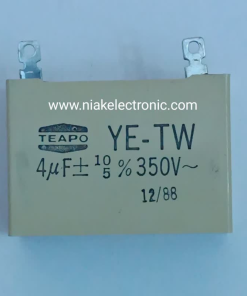 www.niakelectronic.com
TEAPO YE-TW
4µF± 10/5 %350V~
12/88